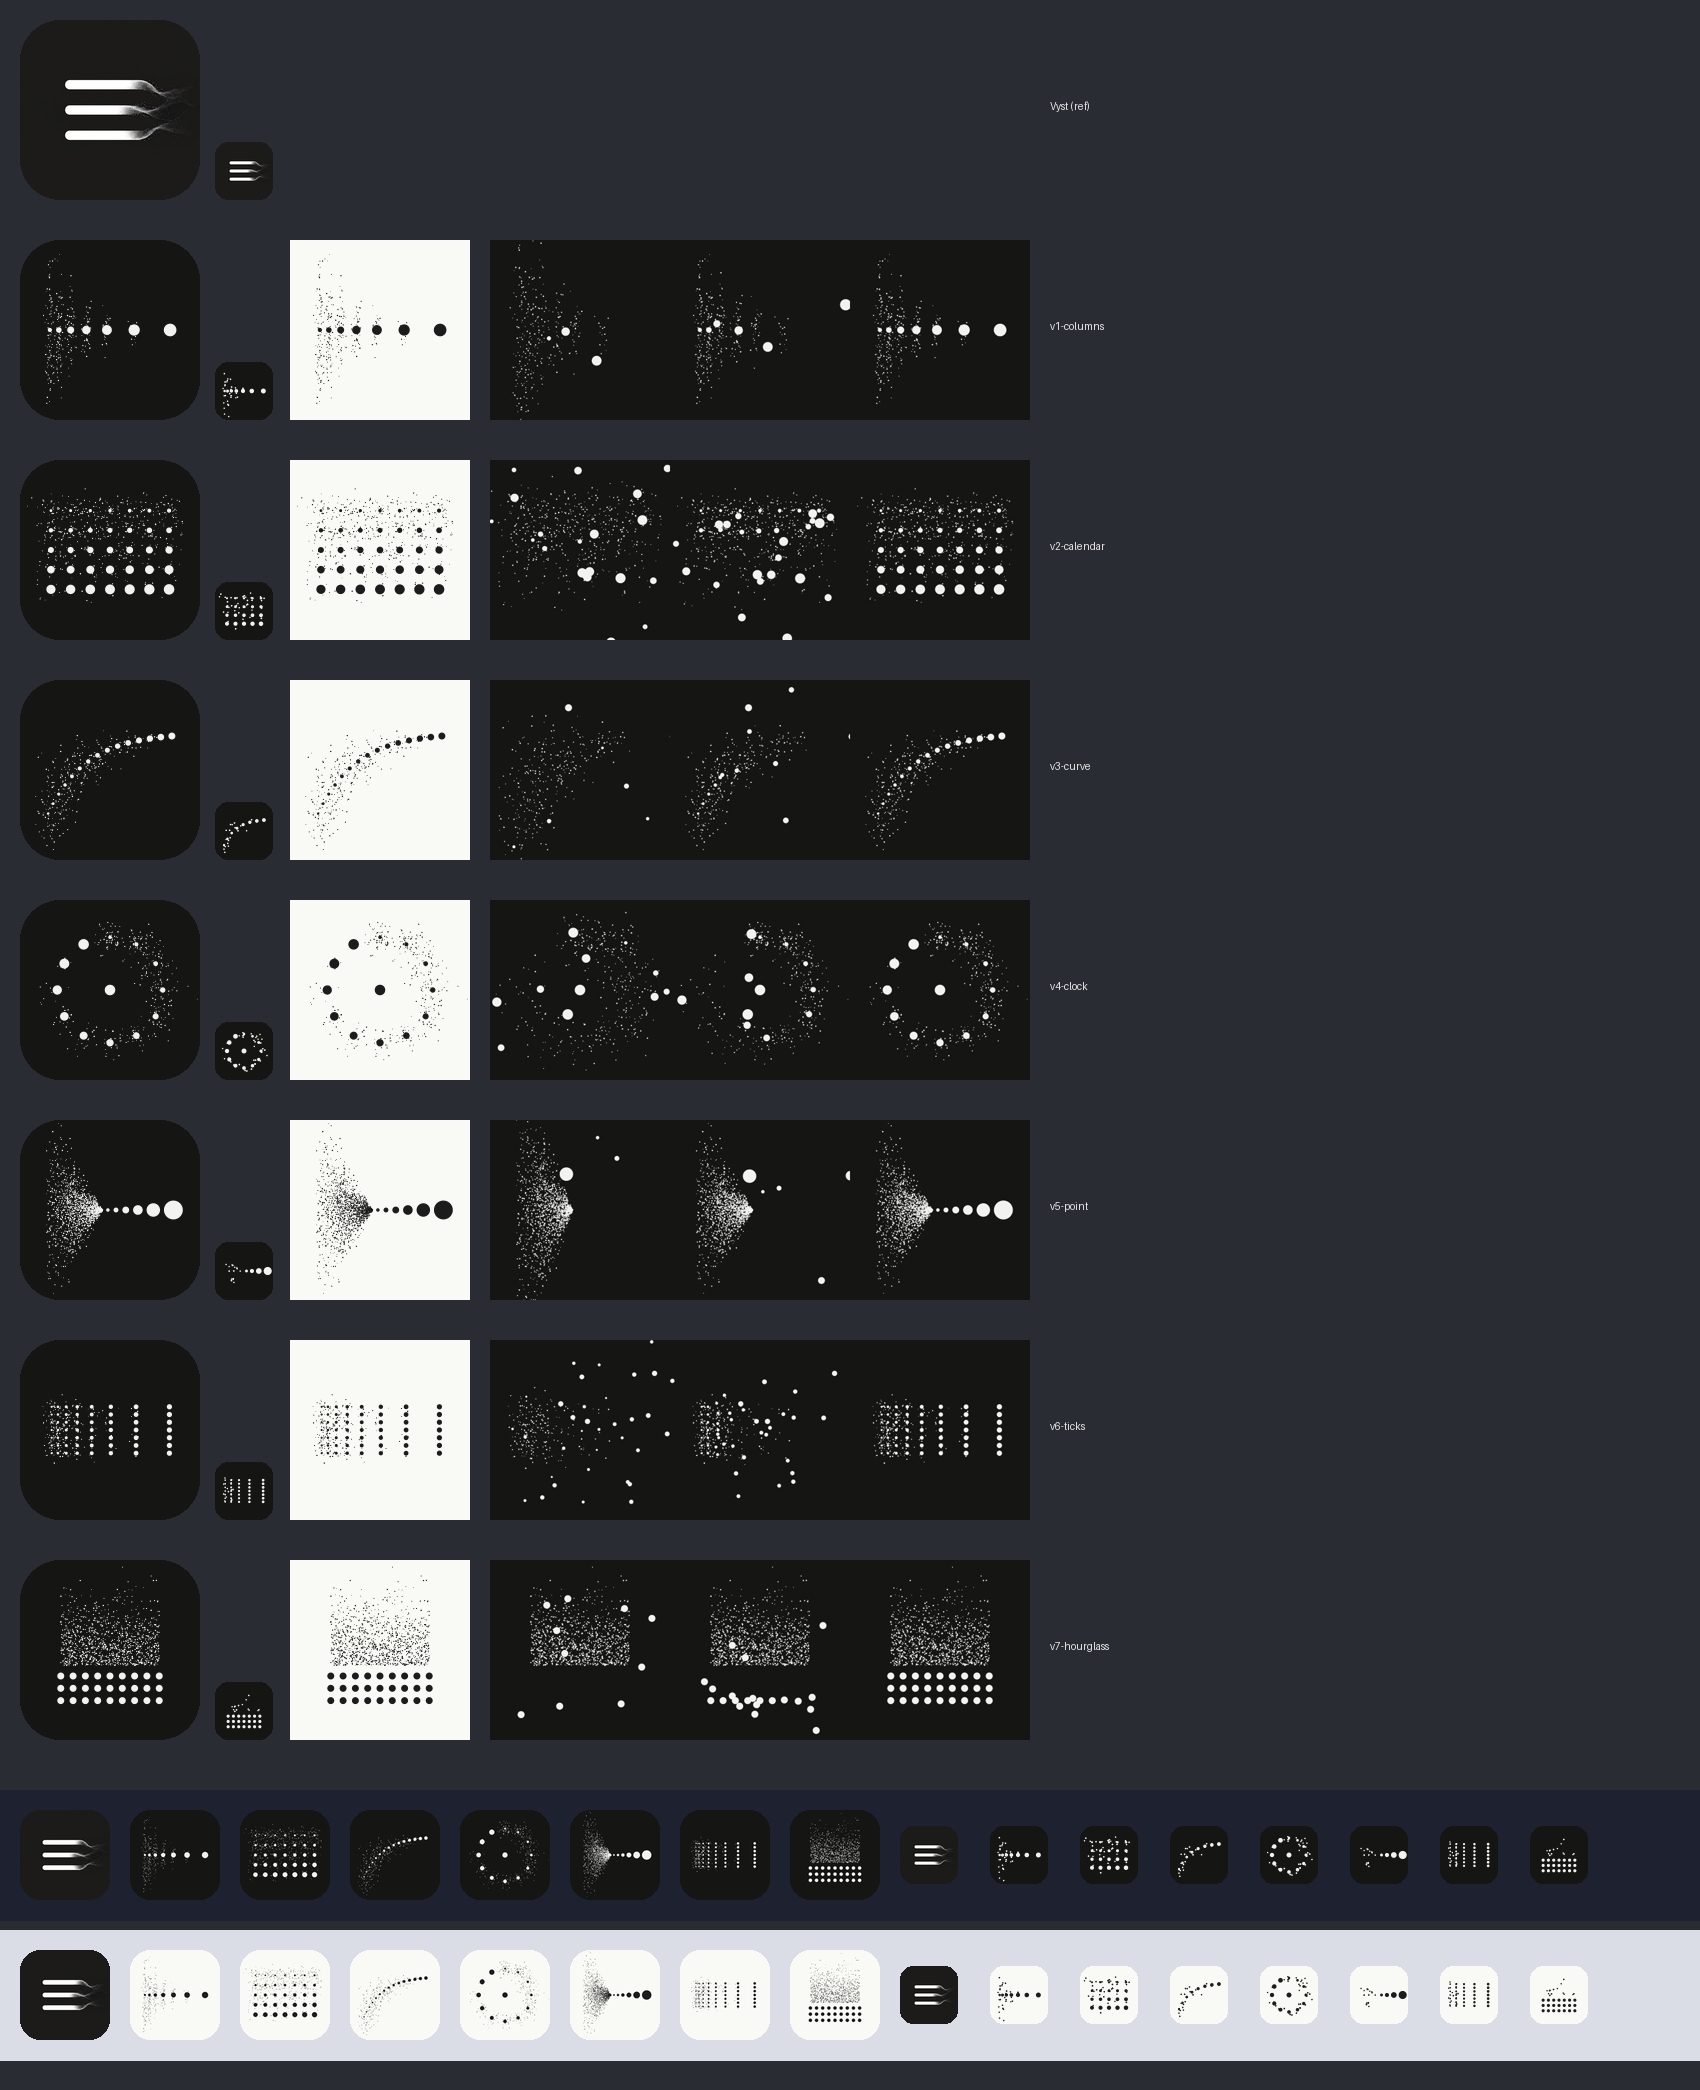 Vyst (ref)
v1-columns
v2-calendar
v3-curve
v4-clock
v5-point
v6-ticks
v7-hourglass